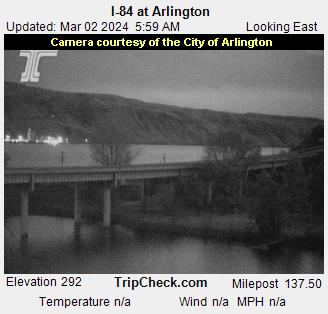 I-84 at Arlington
Updated: Mar 02 2024 5:59 AM Looking East
Camera courtesy of the City of Arlington
Elevation 292 TripCheck.com Milepost 137.50
Temperature n/a Wind n/a MPH n/a